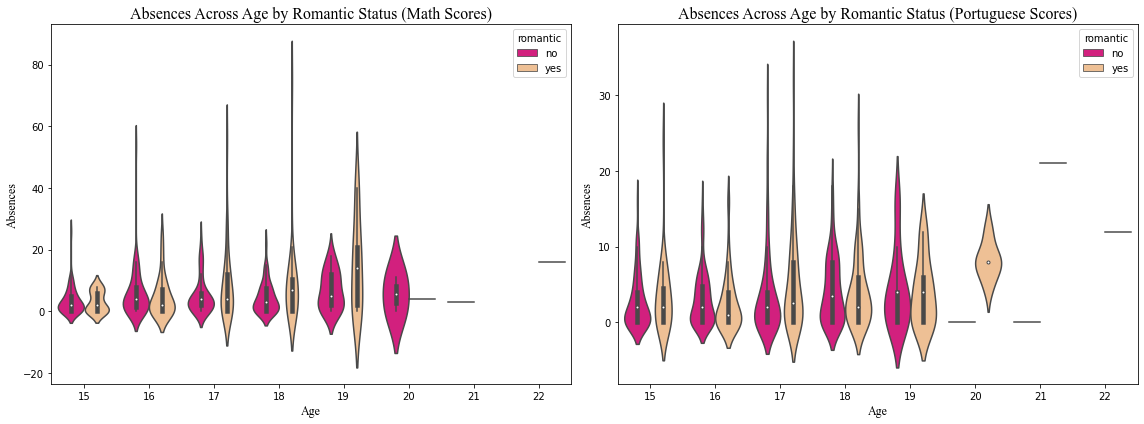 Absences Across Age by Romantic Status (Math Scores)
romantic
no
yes
80
60
40
20
0
−20
Absences
15 16 17 18 19 20 21 22
Age
Absences Across Age by Romantic Status (Portuguese Scores)
romantic
no
yes
30
20
10
0
Absences
15 16 17 18 19 20 21 22
Age